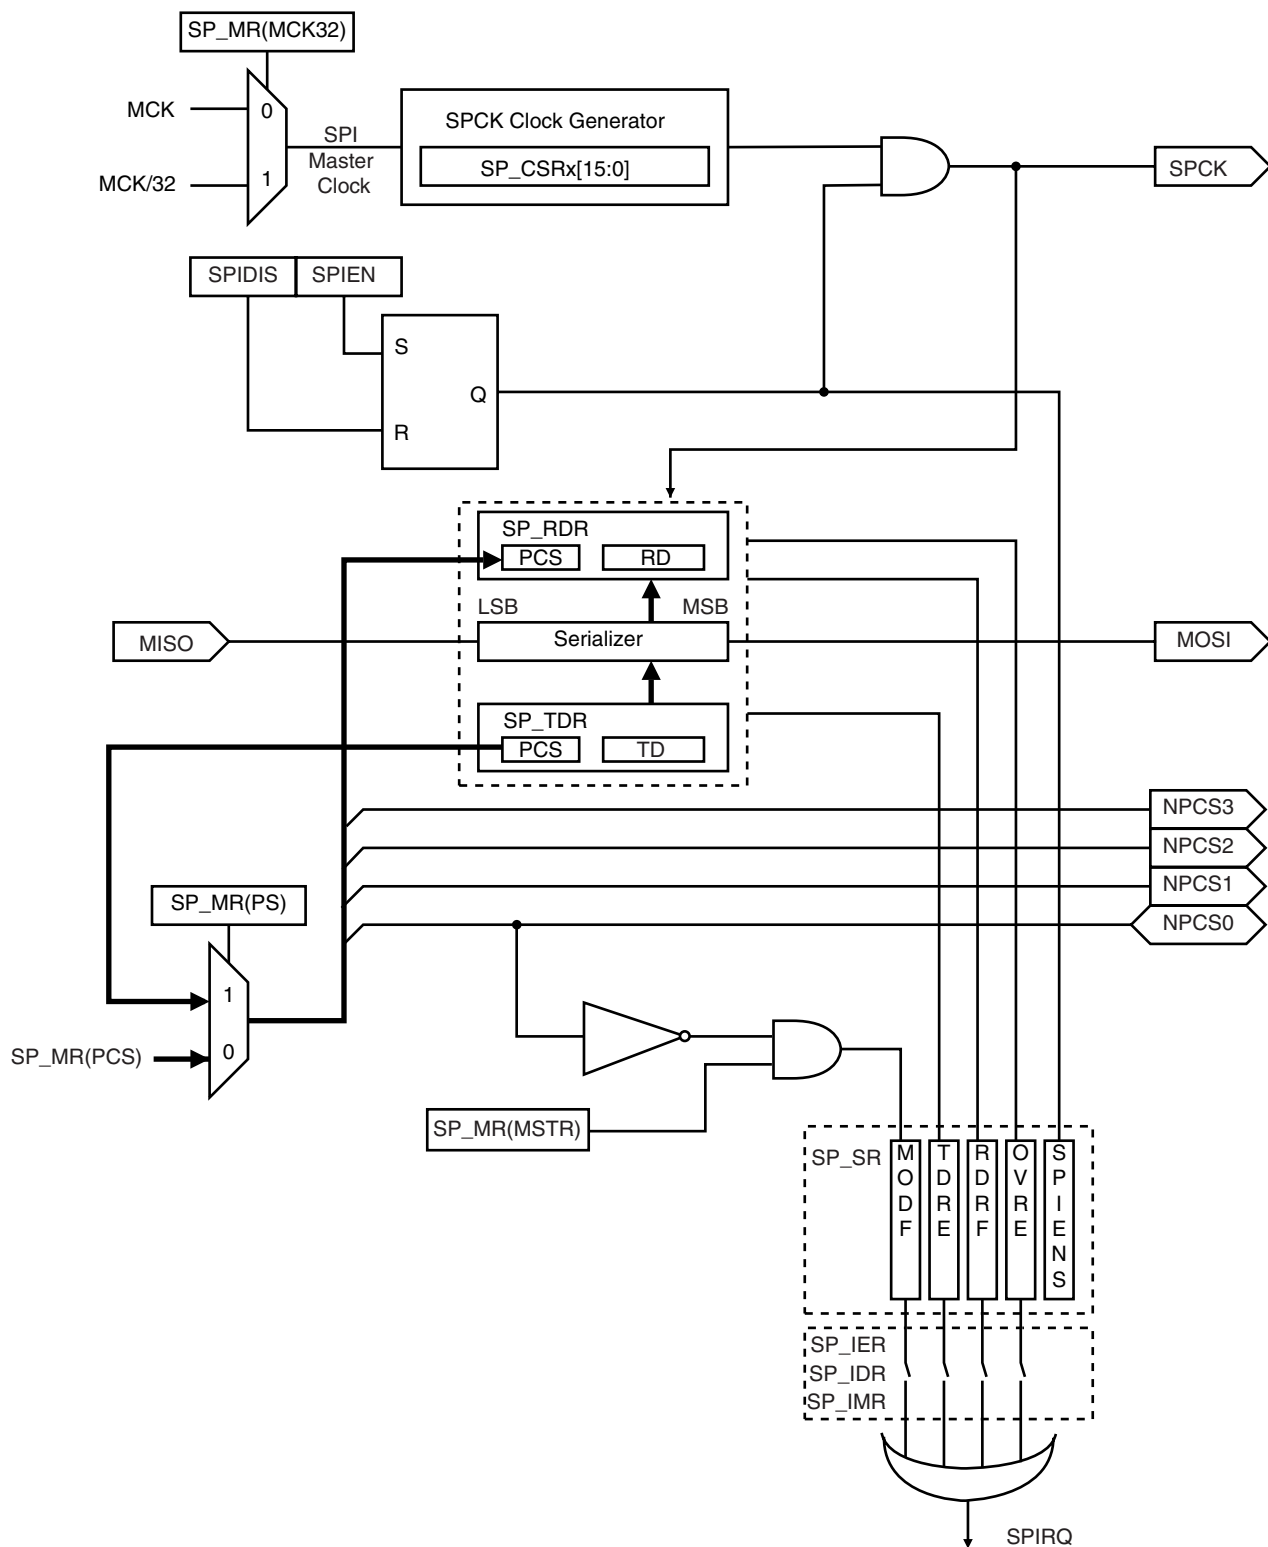 SP_MR(MCK32)
MCK
0
SPI
Master
Clock
MCK/32
1
SPCK Clock Generator
SP_CSRx[15:0]
SPCK
SPIDIS
SPIEN
S
Q
R
SP_RDR
PCS
RD
LSB
MSB
MISO
Serializer
MOSI
SP_TDR
PCS
TD
NPCS3
NPCS2
NPCS1
NPCS0
SP_MR(PS)
1
0
SP_MR(PCS)
SP_MR(MSTR)
SP_SR
MODF
TDRE
RDRF
OVRE
SPIENS
SP_IER
SP_IDR
SP_IMR
SPIRQ